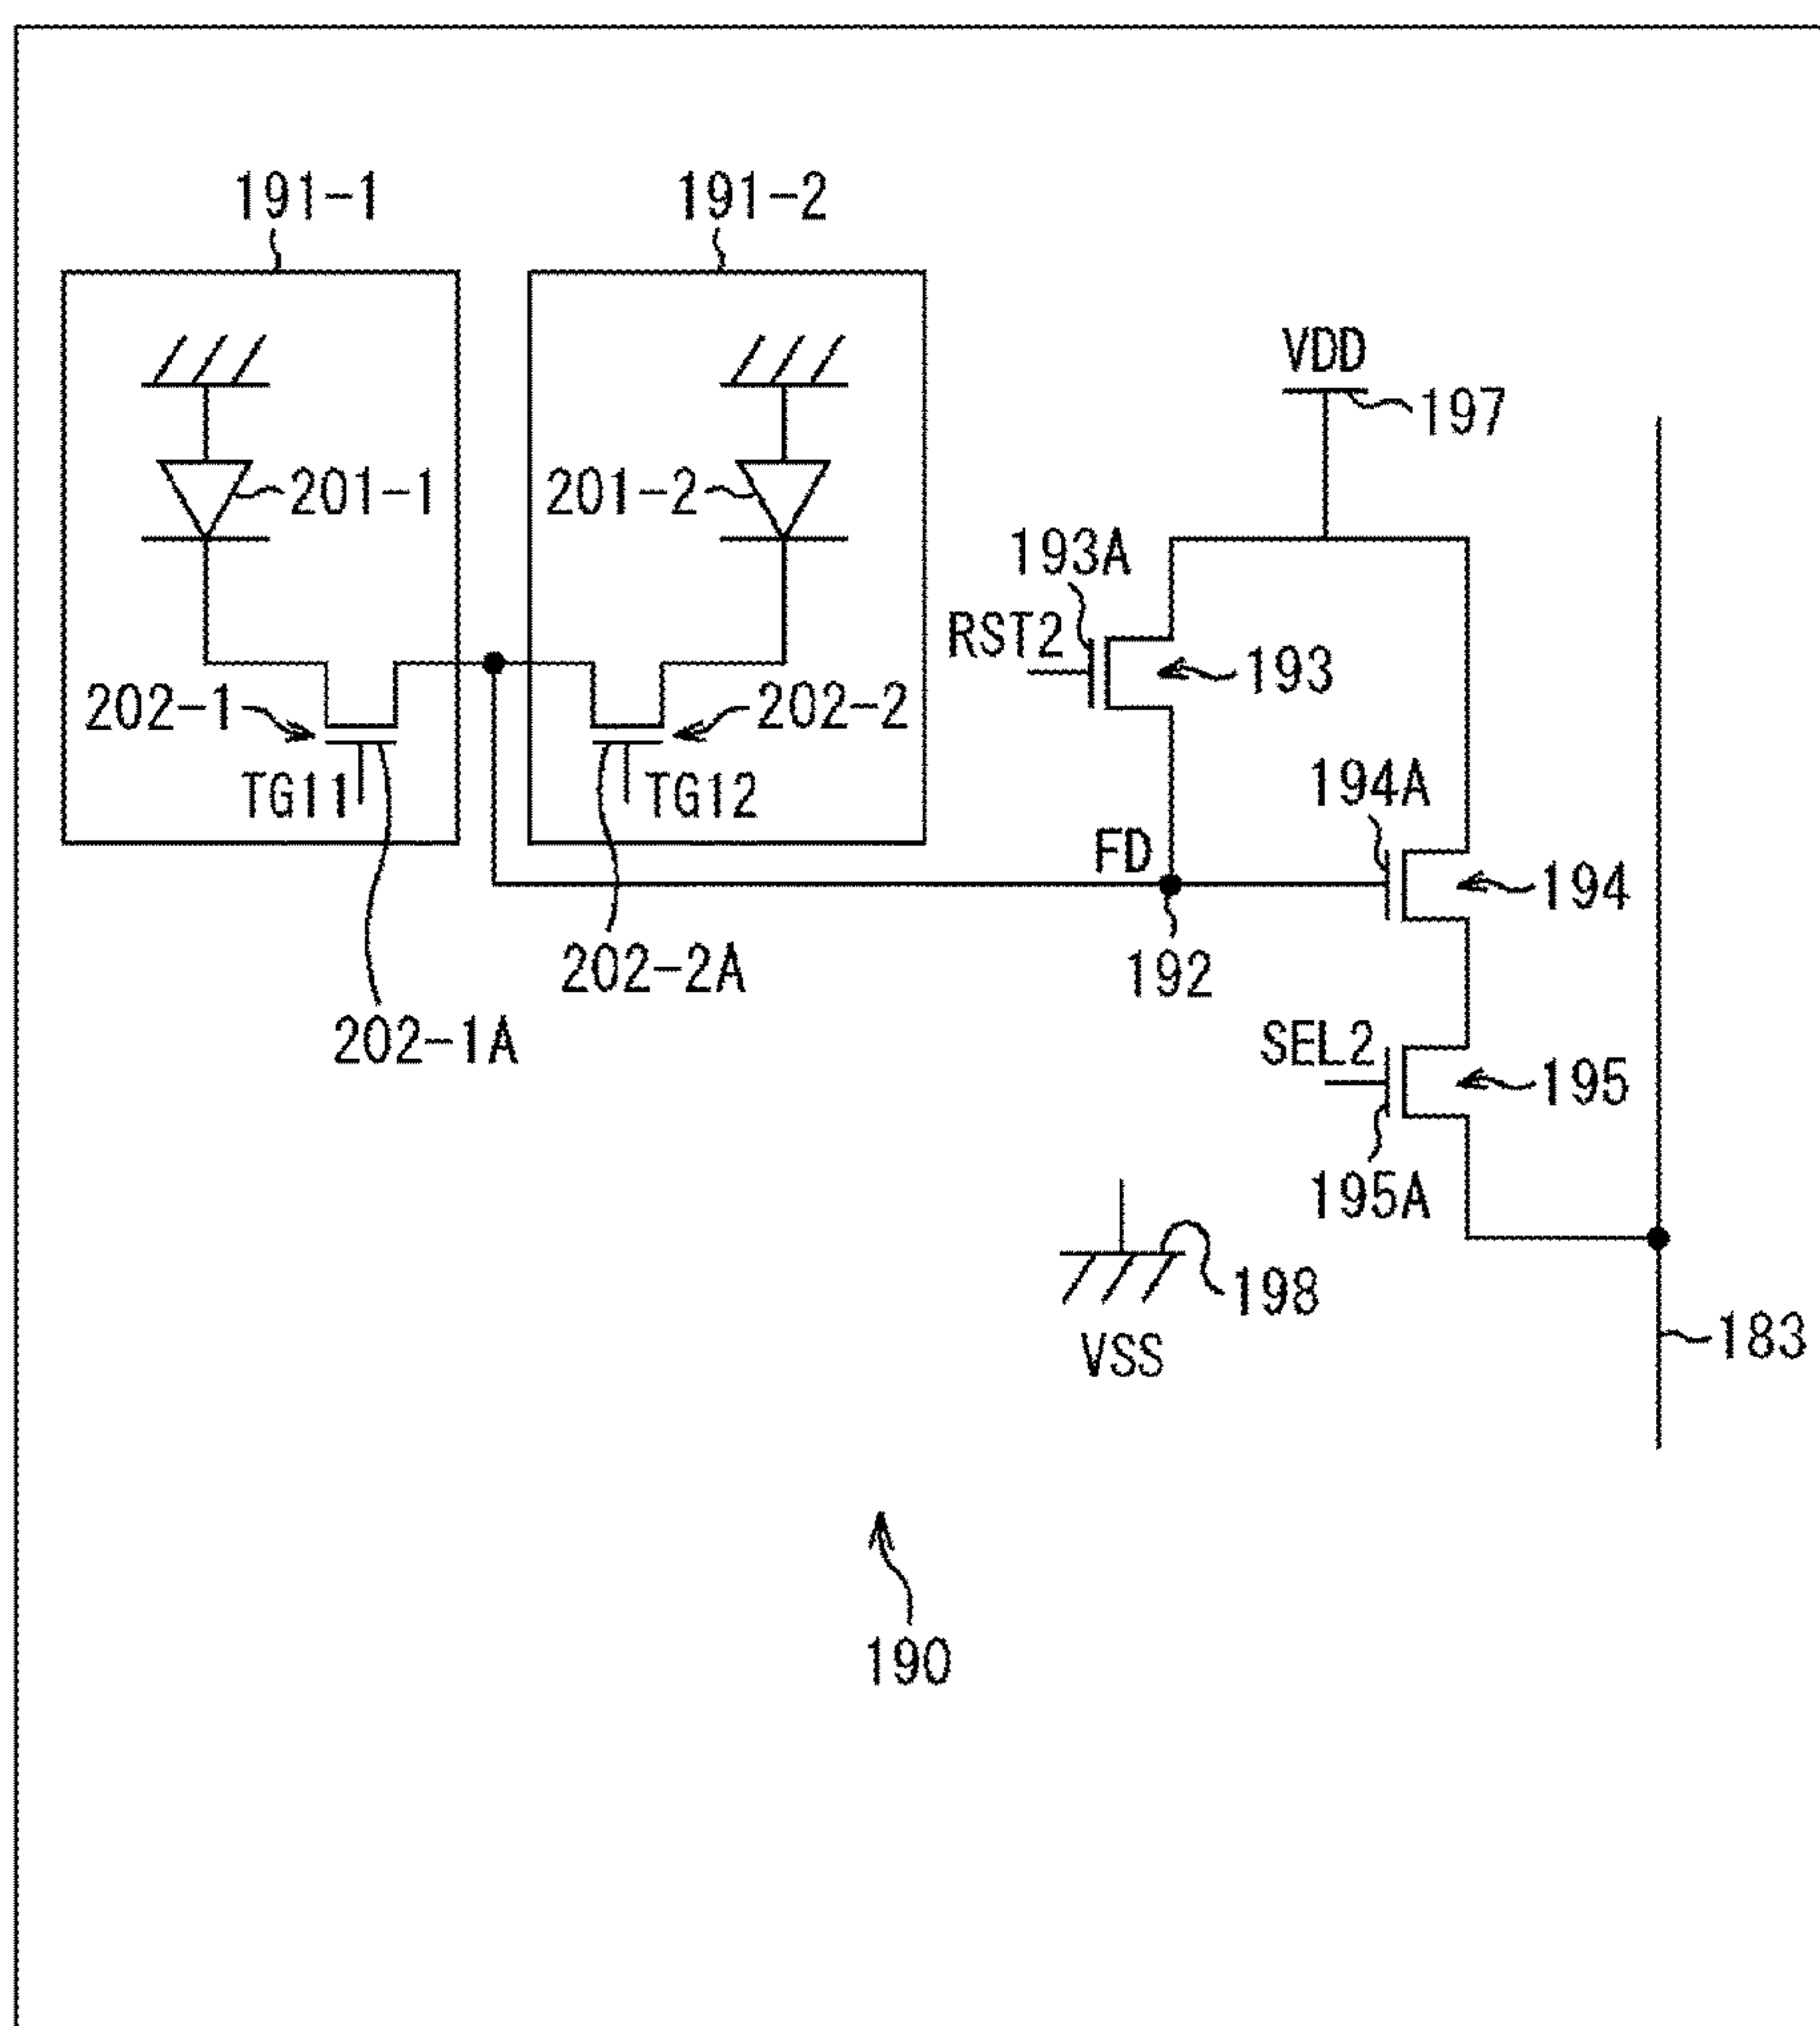 191-1
191-2
VDD
197
201-1
201-2
193A
RST2
193
202-1
202-2
TG11
TG12
194A
FD
194
202-2A
192
202-1A
SEL2
195
195A
198
VSS
183
190